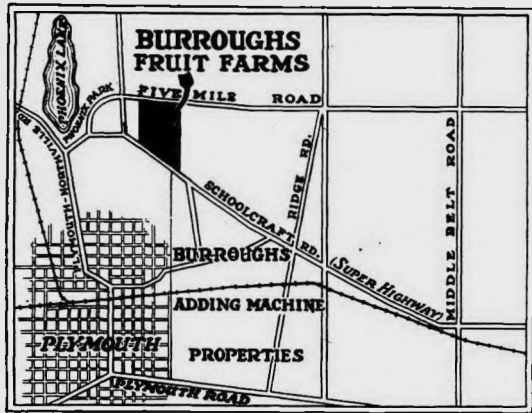 BURROUGHS
FRUIT FARMS
PHOENIX LAKE
PHOENIX PARK
FIVE MILE ROAD
PLYMOUTH-NORTHVILLE RD
SCHOOLCRAFT RD. (SUPER HIGHWAY)
RIDGE RD.
MIDDLE BELT ROAD
BURROUGHS
ADDING MACHINE
PROPERTIES
PLYMOUTH
PLYMOUTH ROAD